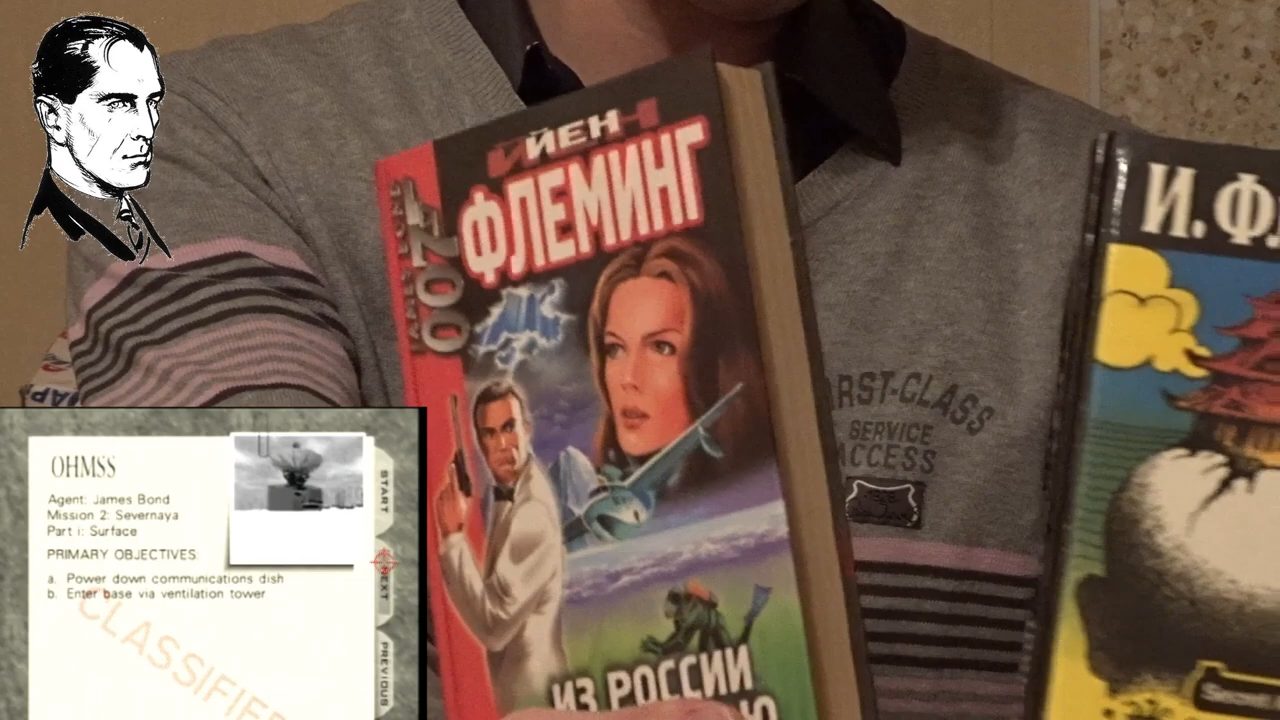 ЙЕН
ФЛЕМИНГ
007
ИЗ РОССИИ
Ю
И. Ф
RST-CLASS
SERVICE
ACCESS
OHMSS
Agent: James Bond
Mission 2: Severnaya
Part i: Surface
PRIMARY OBJECTIVES:
a. Power down communications dish
b. Enter base via ventilation tower
CLASSIFIE
START
NEXT
PREVIOUS